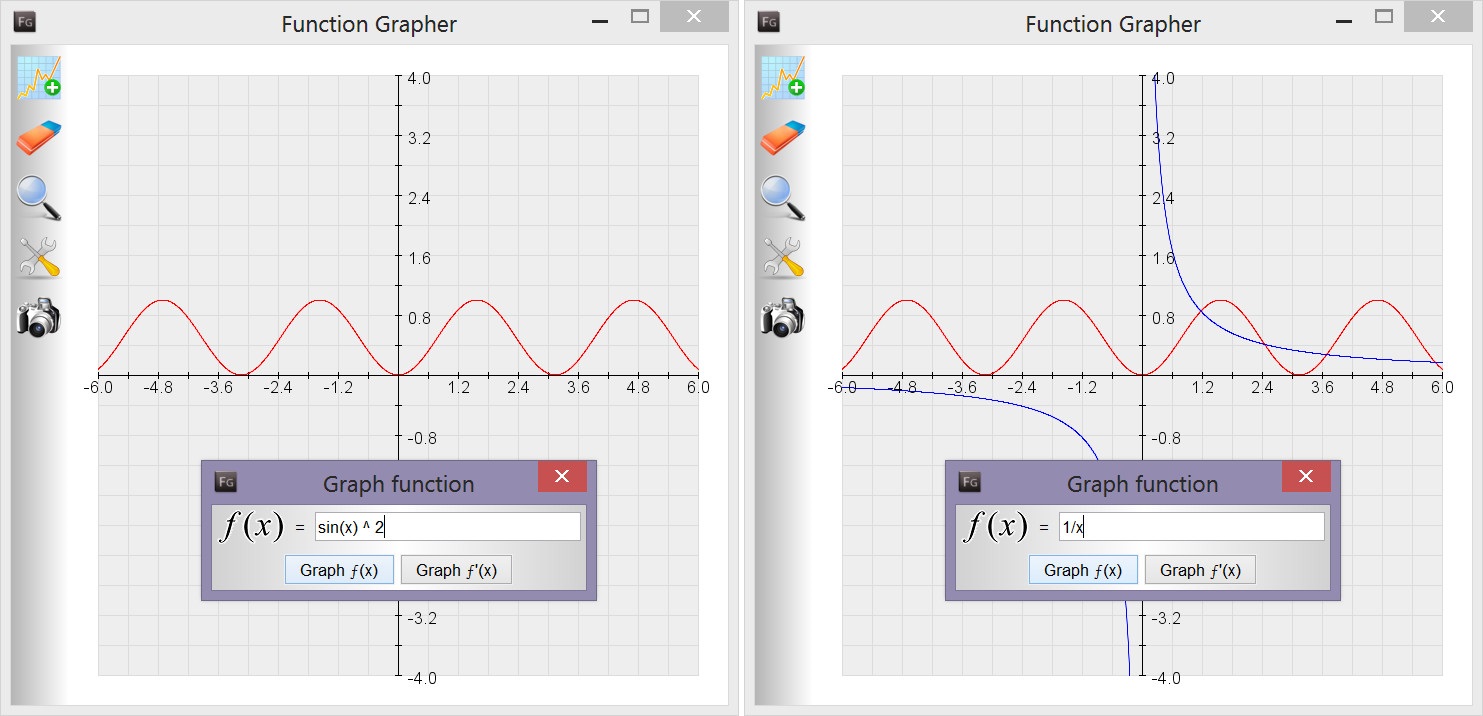 FG Function Grapher
4.0
3.2
2.4
1.6
0.8
-6.0 -4.8 -3.6 -2.4 -1.2 1.2 2.4 3.6 4.8 6.0
-0.8
FG Graph function
f(x) = sin(x) ^ 2
Graph f(x) Graph f'(x)
-3.2
-4.0
FG Function Grapher
4.0
3.2
2.4
1.6
0.8
-6.0 -4.8 -3.6 -2.4 -1.2 1.2 2.4 3.6 4.8 6.0
-0.8
FG Graph function
f(x) = 1/x
Graph f(x) Graph f'(x)
-3.2
-4.0